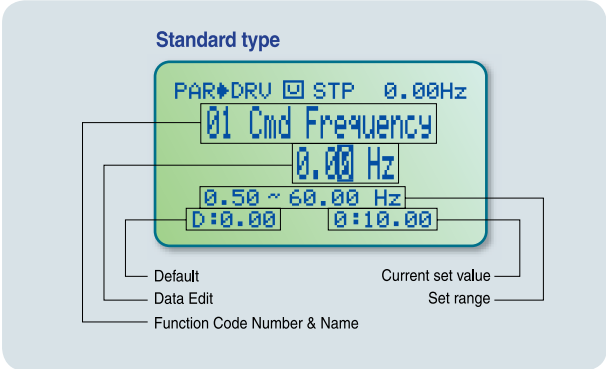 Standard type
PAR➧DRV U STP 0.00Hz
01 Cmd Frequency
0.00 Hz
0.50 ~ 60.00 Hz
D:0.00 0:10.00
Default Current set value
Data Edit Set range
Function Code Number & Name